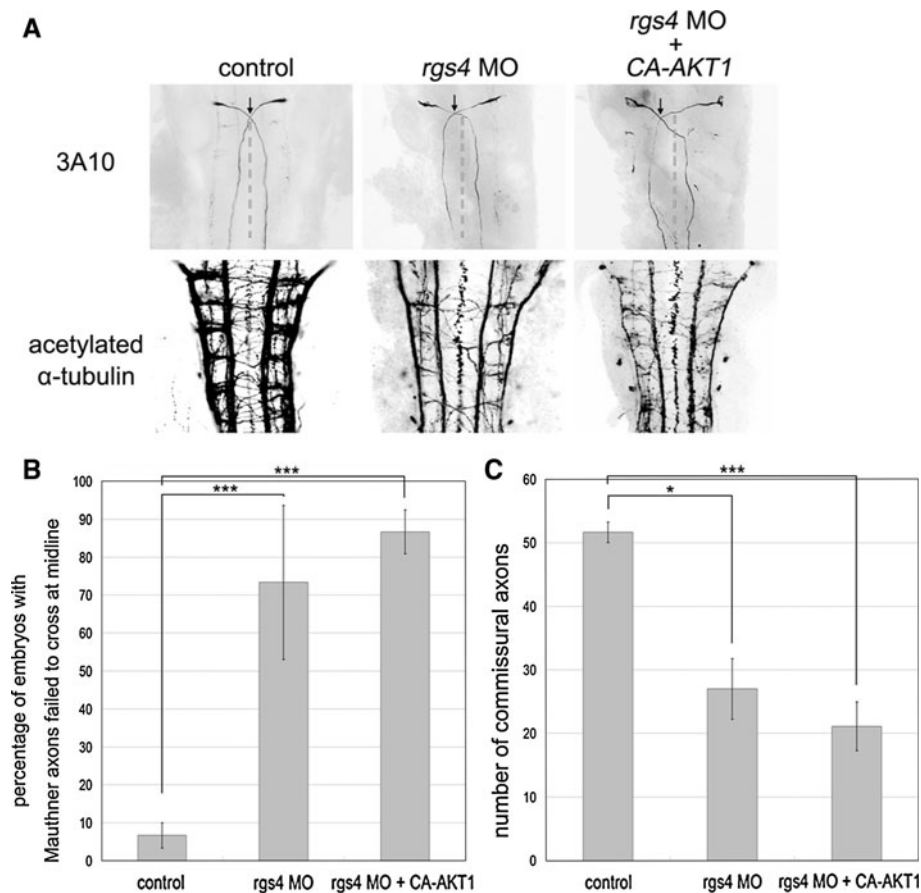 A
control
rgs4 MO
rgs4 MO
+
CA-AKT1
3A10
acetylated
α-tubulin
B
percentage of embryos with
Mauthner axons failed to cross at midline
100
90
80
70
60
50
40
30
20
10
0
***
***
control
rgs4 MO
rgs4 MO + CA-AKT1
C
number of commissural axons
60
50
40
30
20
10
0
***
*
control
rgs4 MO
rgs4 MO + CA-AKT1